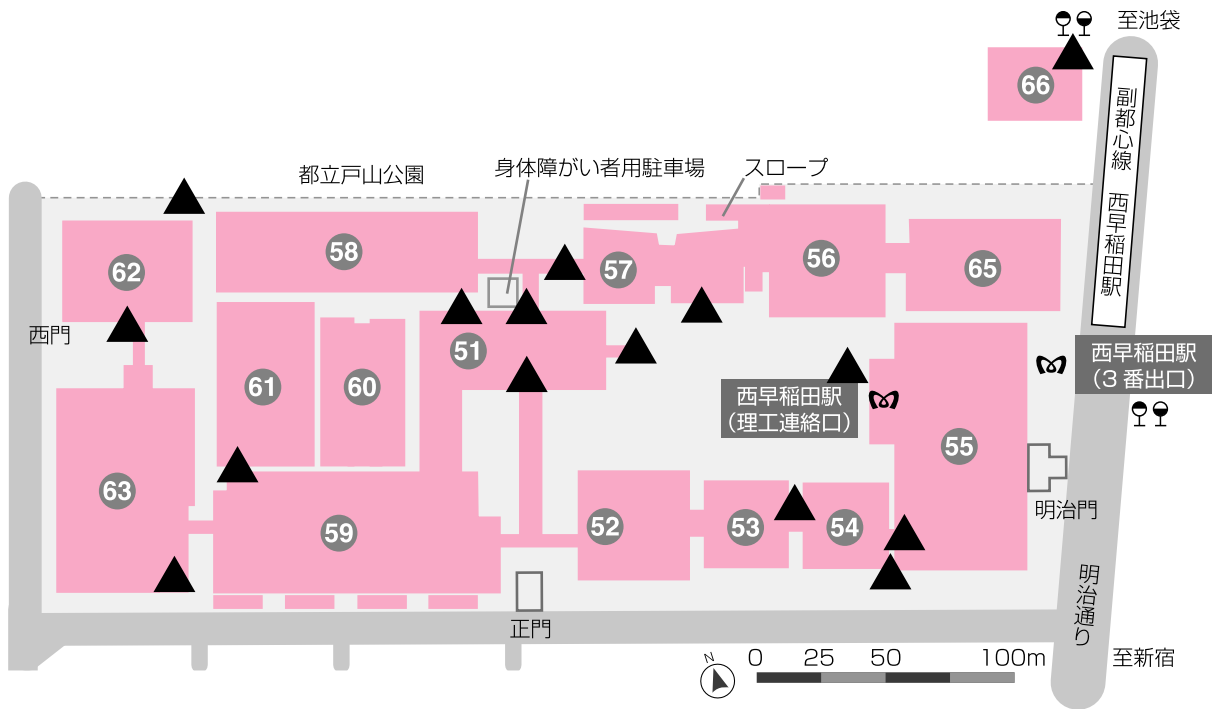 至池袋
66
副都心線 西早稲田駅
都立戸山公園
身体障がい者用駐車場
スロープ
58
57
56
65
62
西門
51
61
60
西早稲田駅
（理工連絡口）
西早稲田駅
（3番出口）
55
63
59
52
53
54
明治門
正門
明治通り
至新宿
N
0 25 50 100m